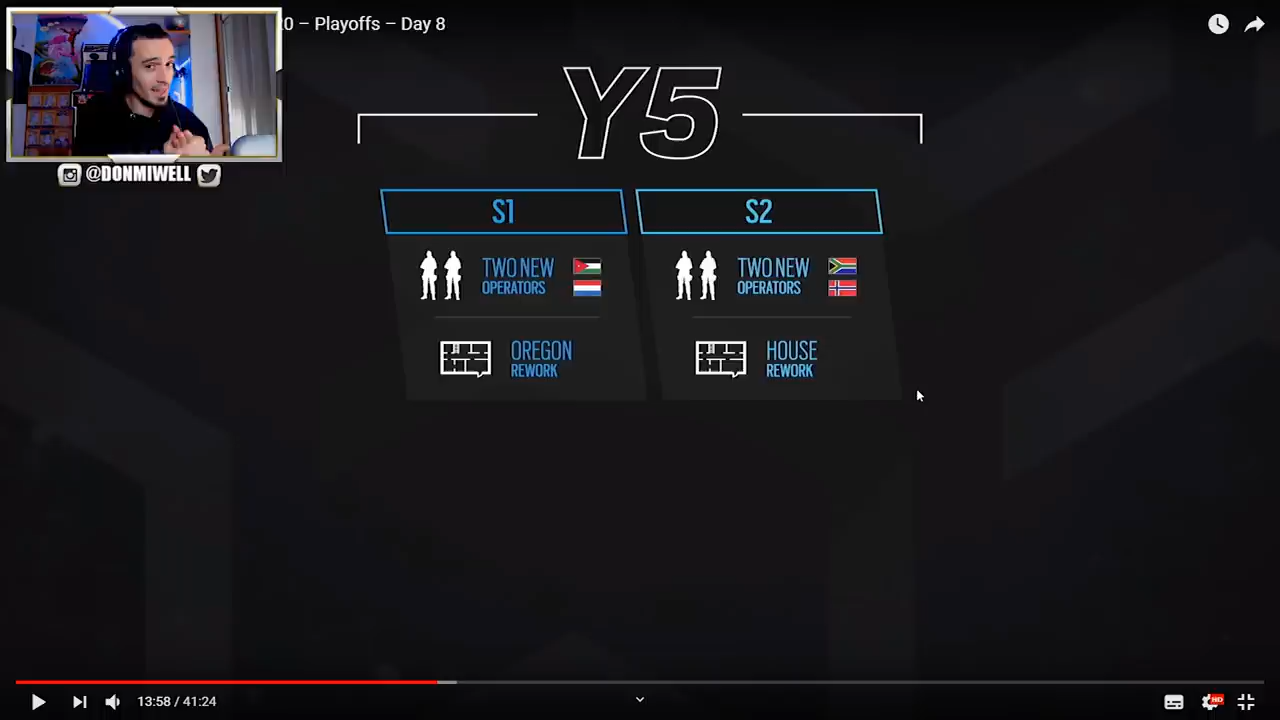 0 – Playoffs – Day 8
@DONMIWELL
Y5
S1
TWO NEW
OPERATORS
OREGON
REWORK
S2
TWO NEW
OPERATORS
HOUSE
REWORK
13:58 / 41:24
HD